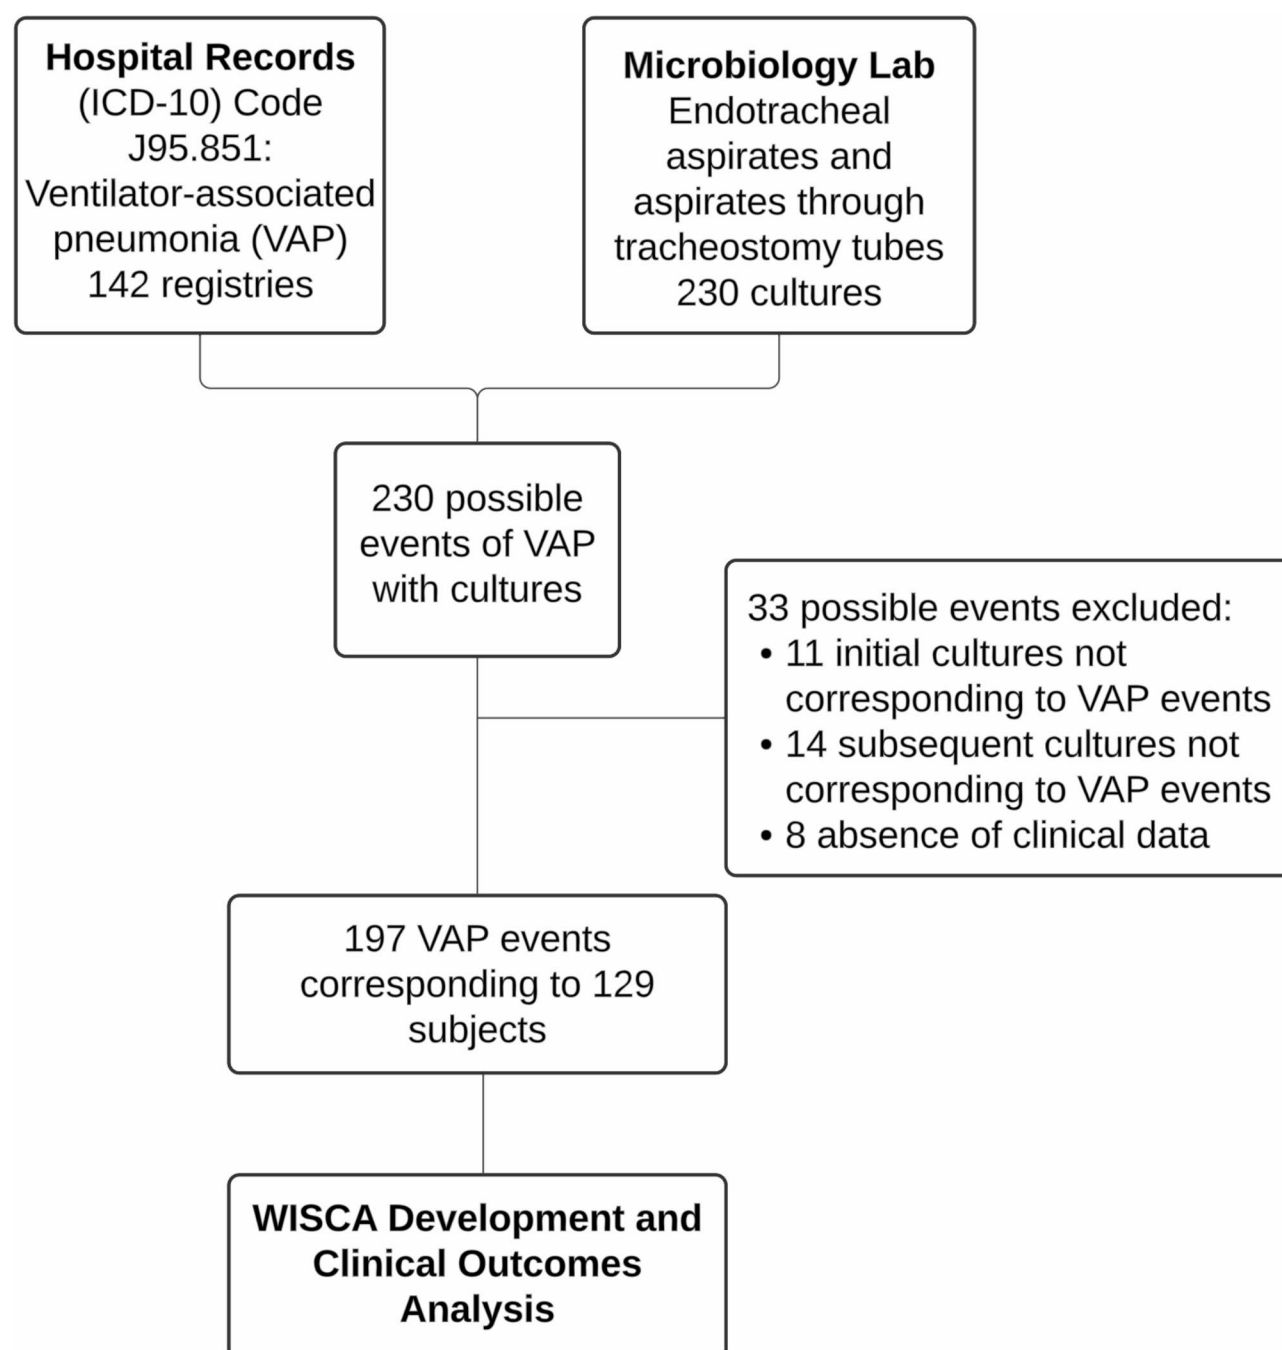 Hospital Records
(ICD-10) Code
J95.851:
Ventilator-associated
pneumonia (VAP)
142 registries
Microbiology Lab
Endotracheal
aspirates and
aspirates through
tracheostomy tubes
230 cultures
230 possible
events of VAP
with cultures
33 possible events excluded:
• 11 initial cultures not
corresponding to VAP events
• 14 subsequent cultures not
corresponding to VAP events
• 8 absence of clinical data
197 VAP events
corresponding to 129
subjects
WISCA Development and
Clinical Outcomes
Analysis